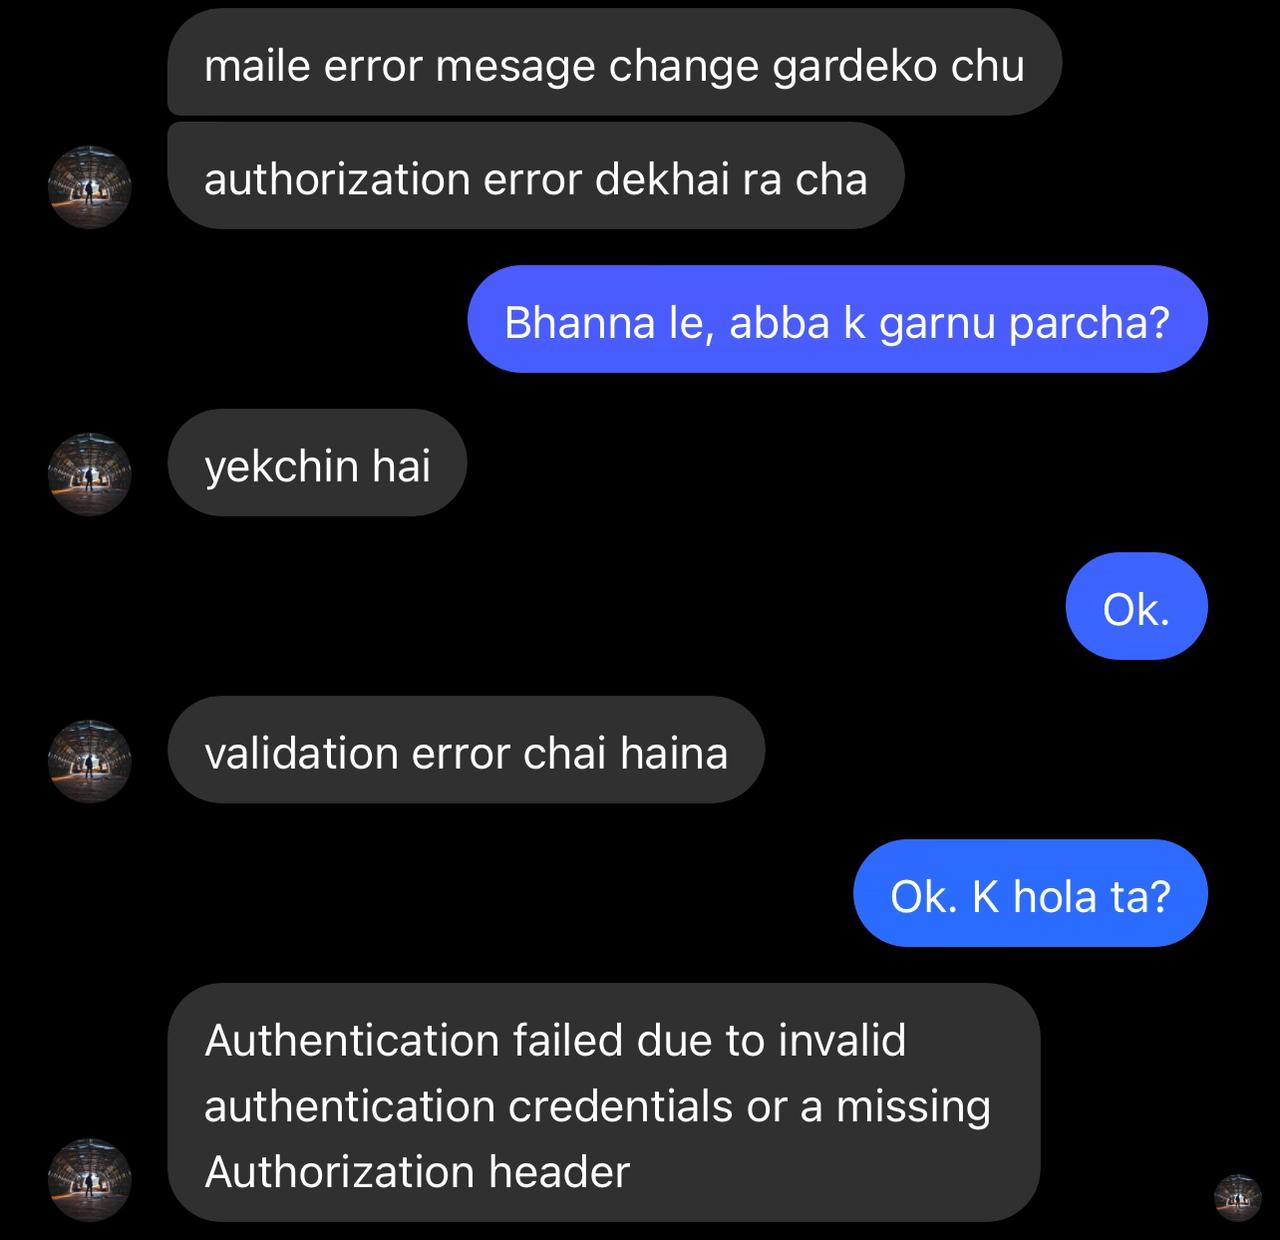 maile error mesage change gardeko chu
authorization error dekhai ra cha
Bhanna le, abba k garnu parcha?
yekchin hai
Ok.
validation error chai haina
Ok. K hola ta?
Authentication failed due to invalid
authentication credentials or a missing
Authorization header